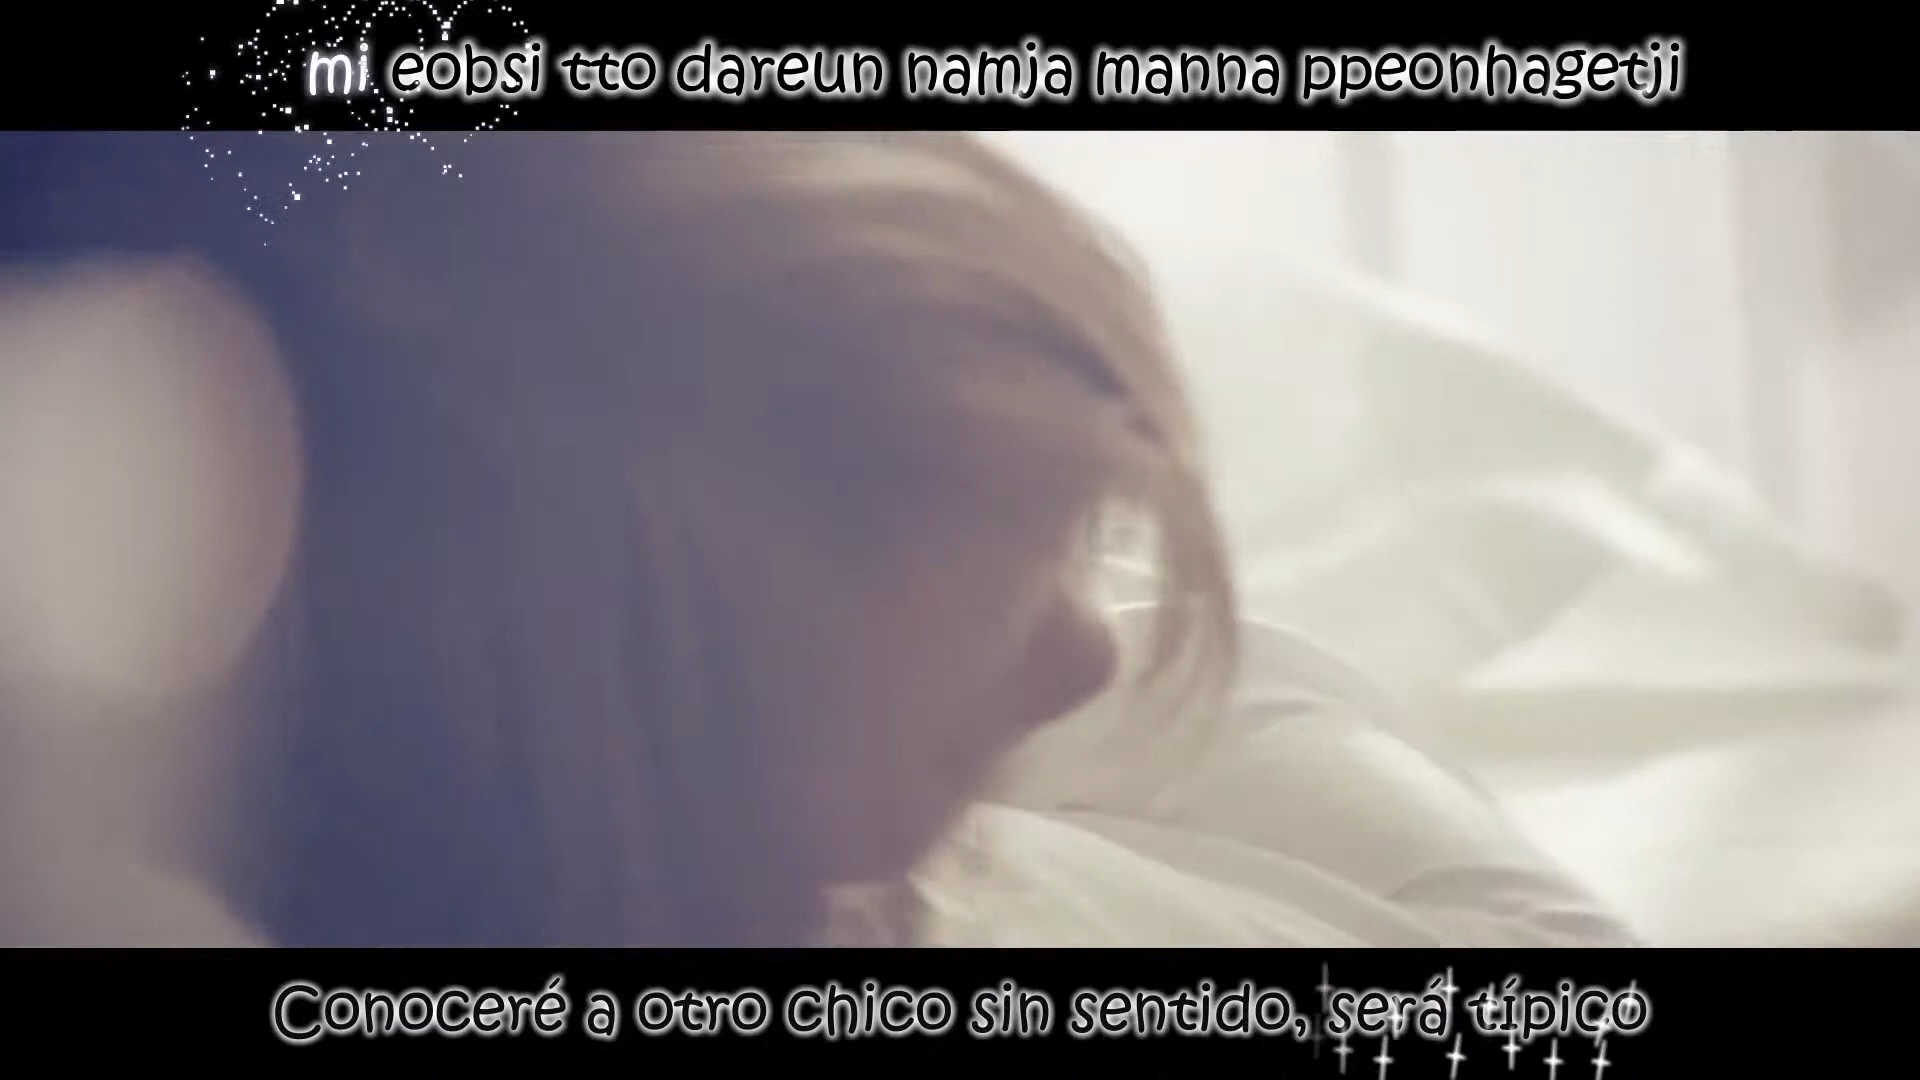 mi eobsi tto dareun namja manna ppeonhagetji
Conoceré a otro chico sin sentido, será típico